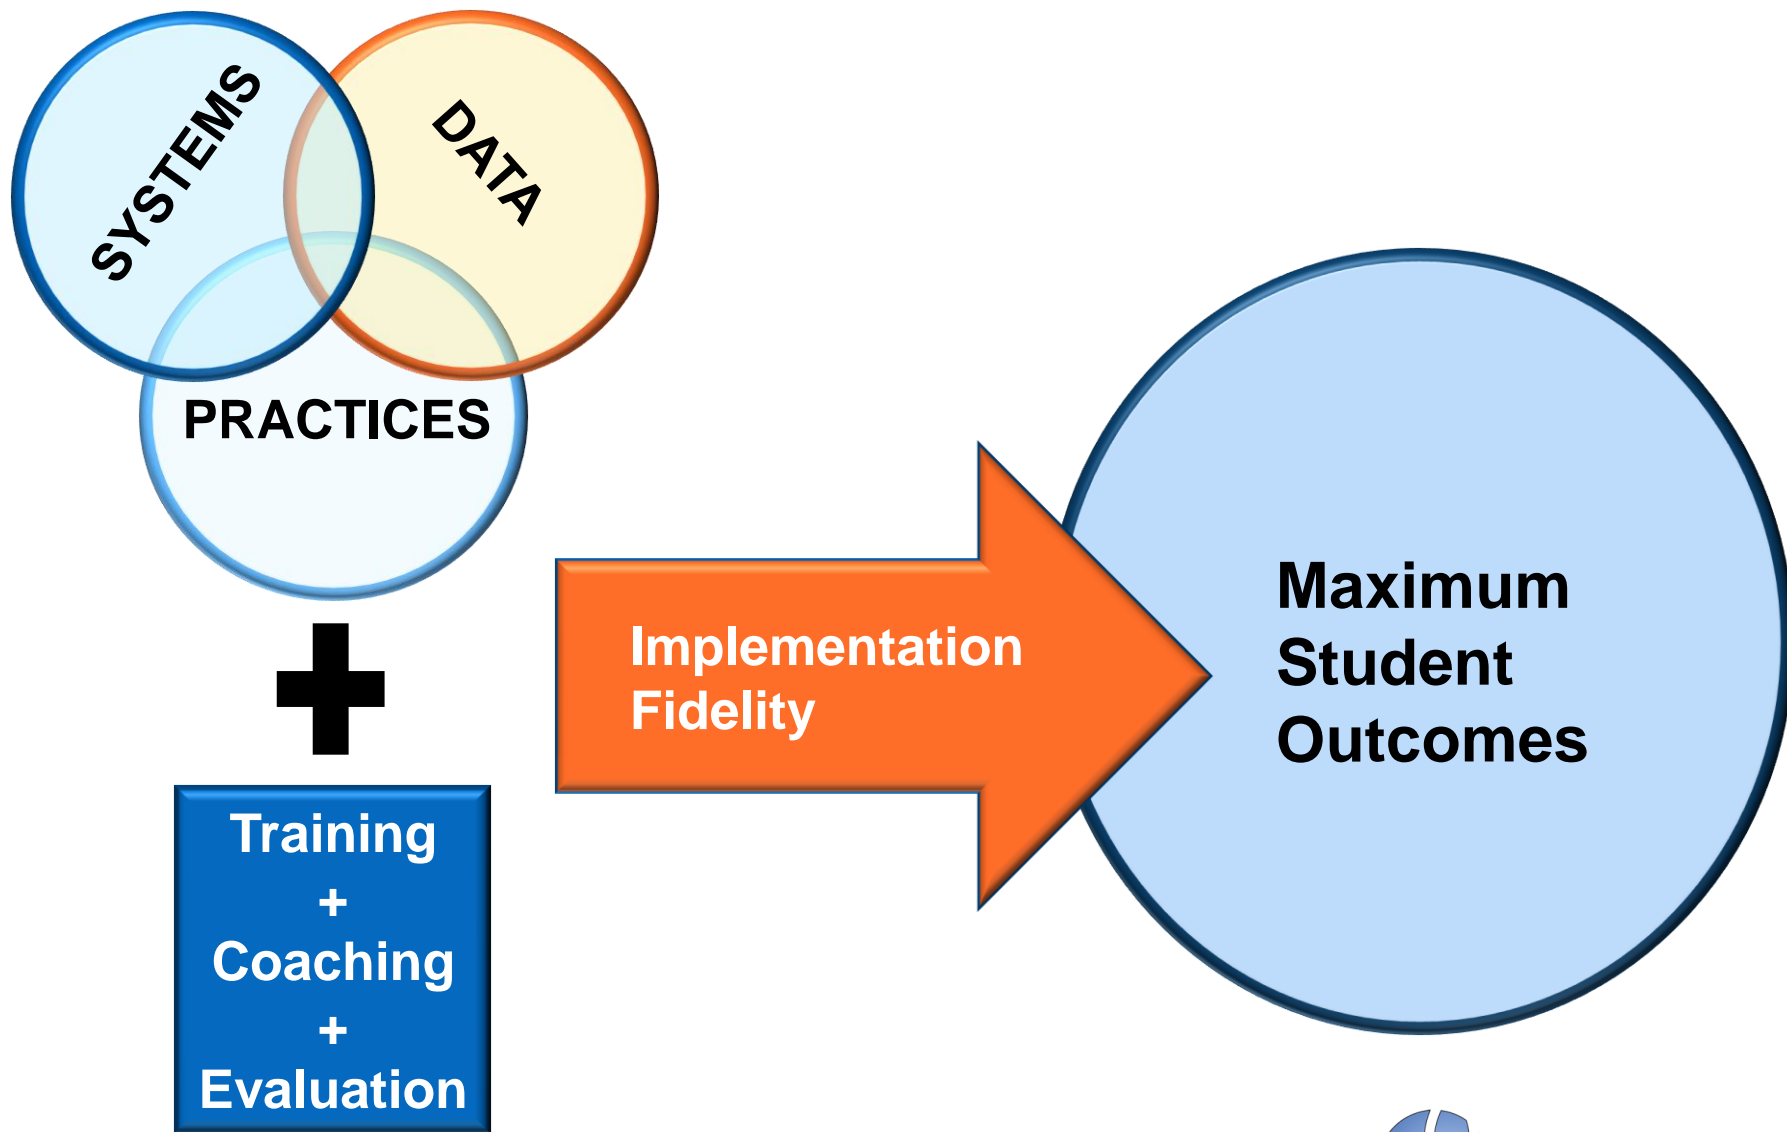 SYSTEMS
DATA
PRACTICES
Training
+
Coaching
+
Evaluation
Implementation
Fidelity
Maximum
Student
Outcomes